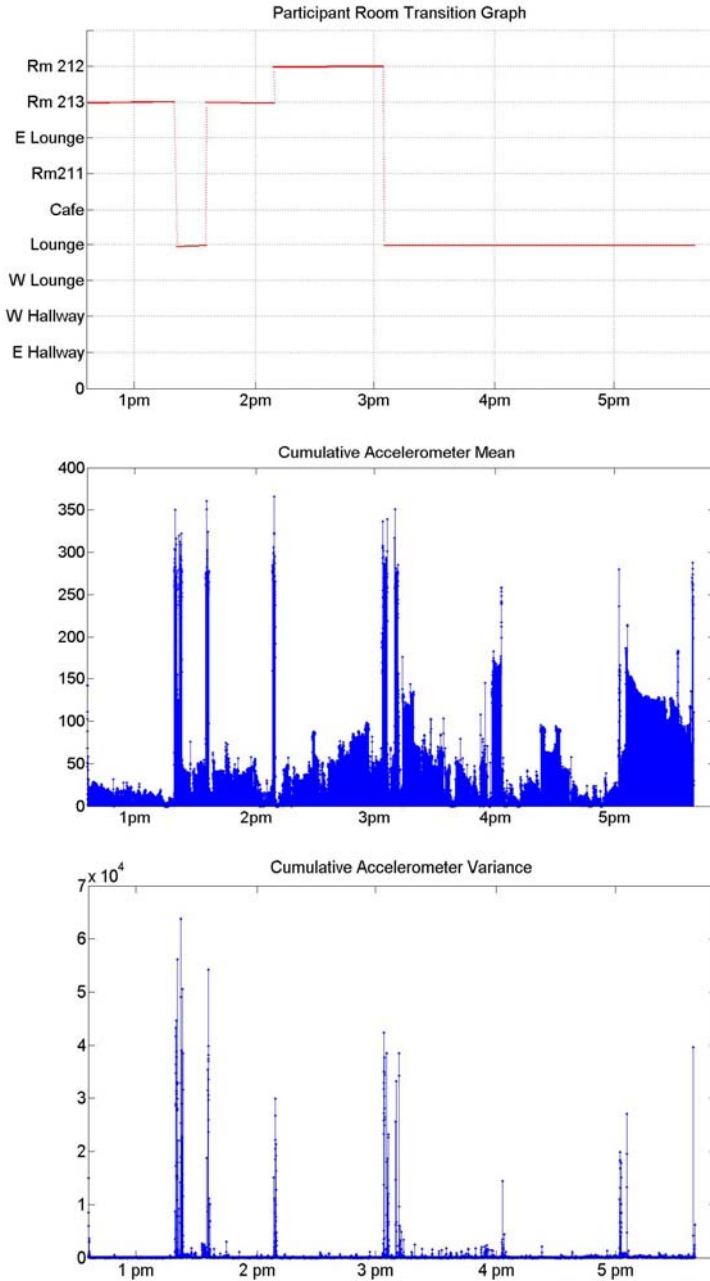 Participant Room Transition Graph
Rm 212
Rm 213
E Lounge
Rm211
Cafe
Lounge
W Lounge
W Hallway
E Hallway
0
1pm 2pm 3pm 4pm 5pm
Cumulative Accelerometer Mean
400
350
300
250
200
150
100
50
0
1pm 2pm 3pm 4pm 5pm
Cumulative Accelerometer Variance
x 10^4
7
6
5
4
3
2
1
0
1 pm 2 pm 3 pm 4 pm 5 pm